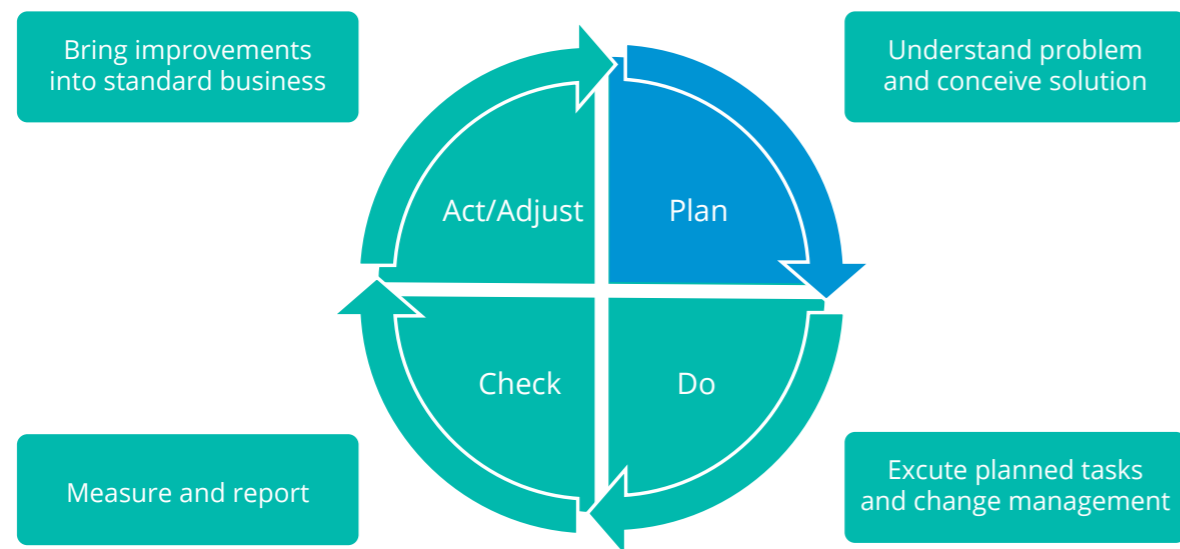 Bring improvements
into standard business
Understand problem
and conceive solution
Act/Adjust
Plan
Check
Do
Measure and report
Excute planned tasks
and change management